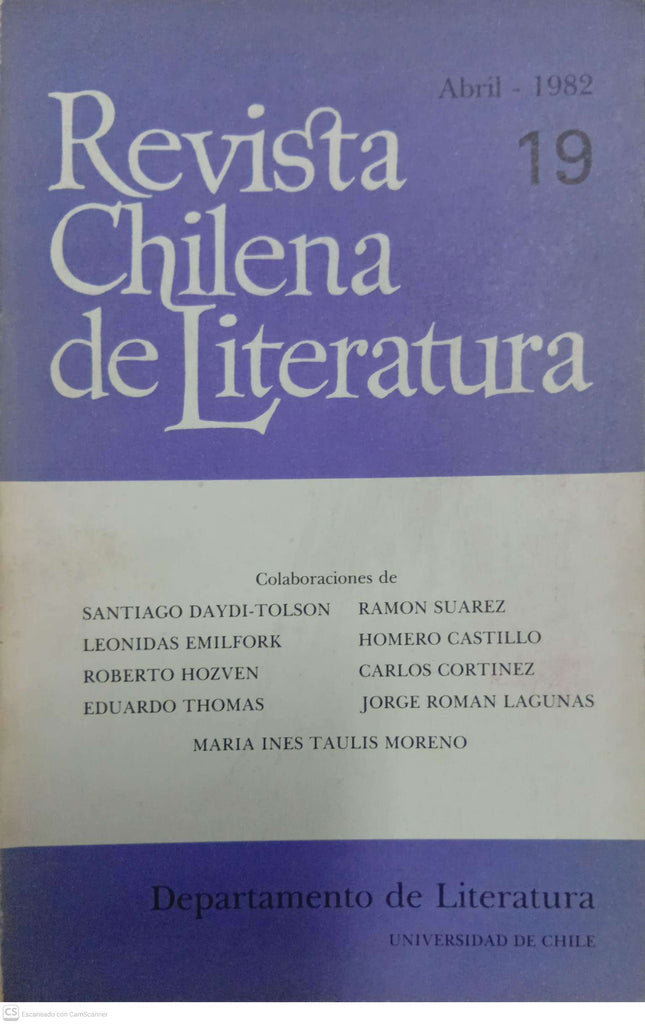 Abril - 1982
19
Revista
Chilena
de Literatura
Colaboraciones de
SANTIAGO DAYDI-TOLSON RAMON SUAREZ
LEONIDAS EMILFORK HOMERO CASTILLO
ROBERTO HOZVEN CARLOS CORTINEZ
EDUARDO THOMAS JORGE ROMAN LAGUNAS
MARIA INES TAULIS MORENO
Departamento de Literatura
UNIVERSIDAD DE CHILE
CS Escaneado con CamScanner